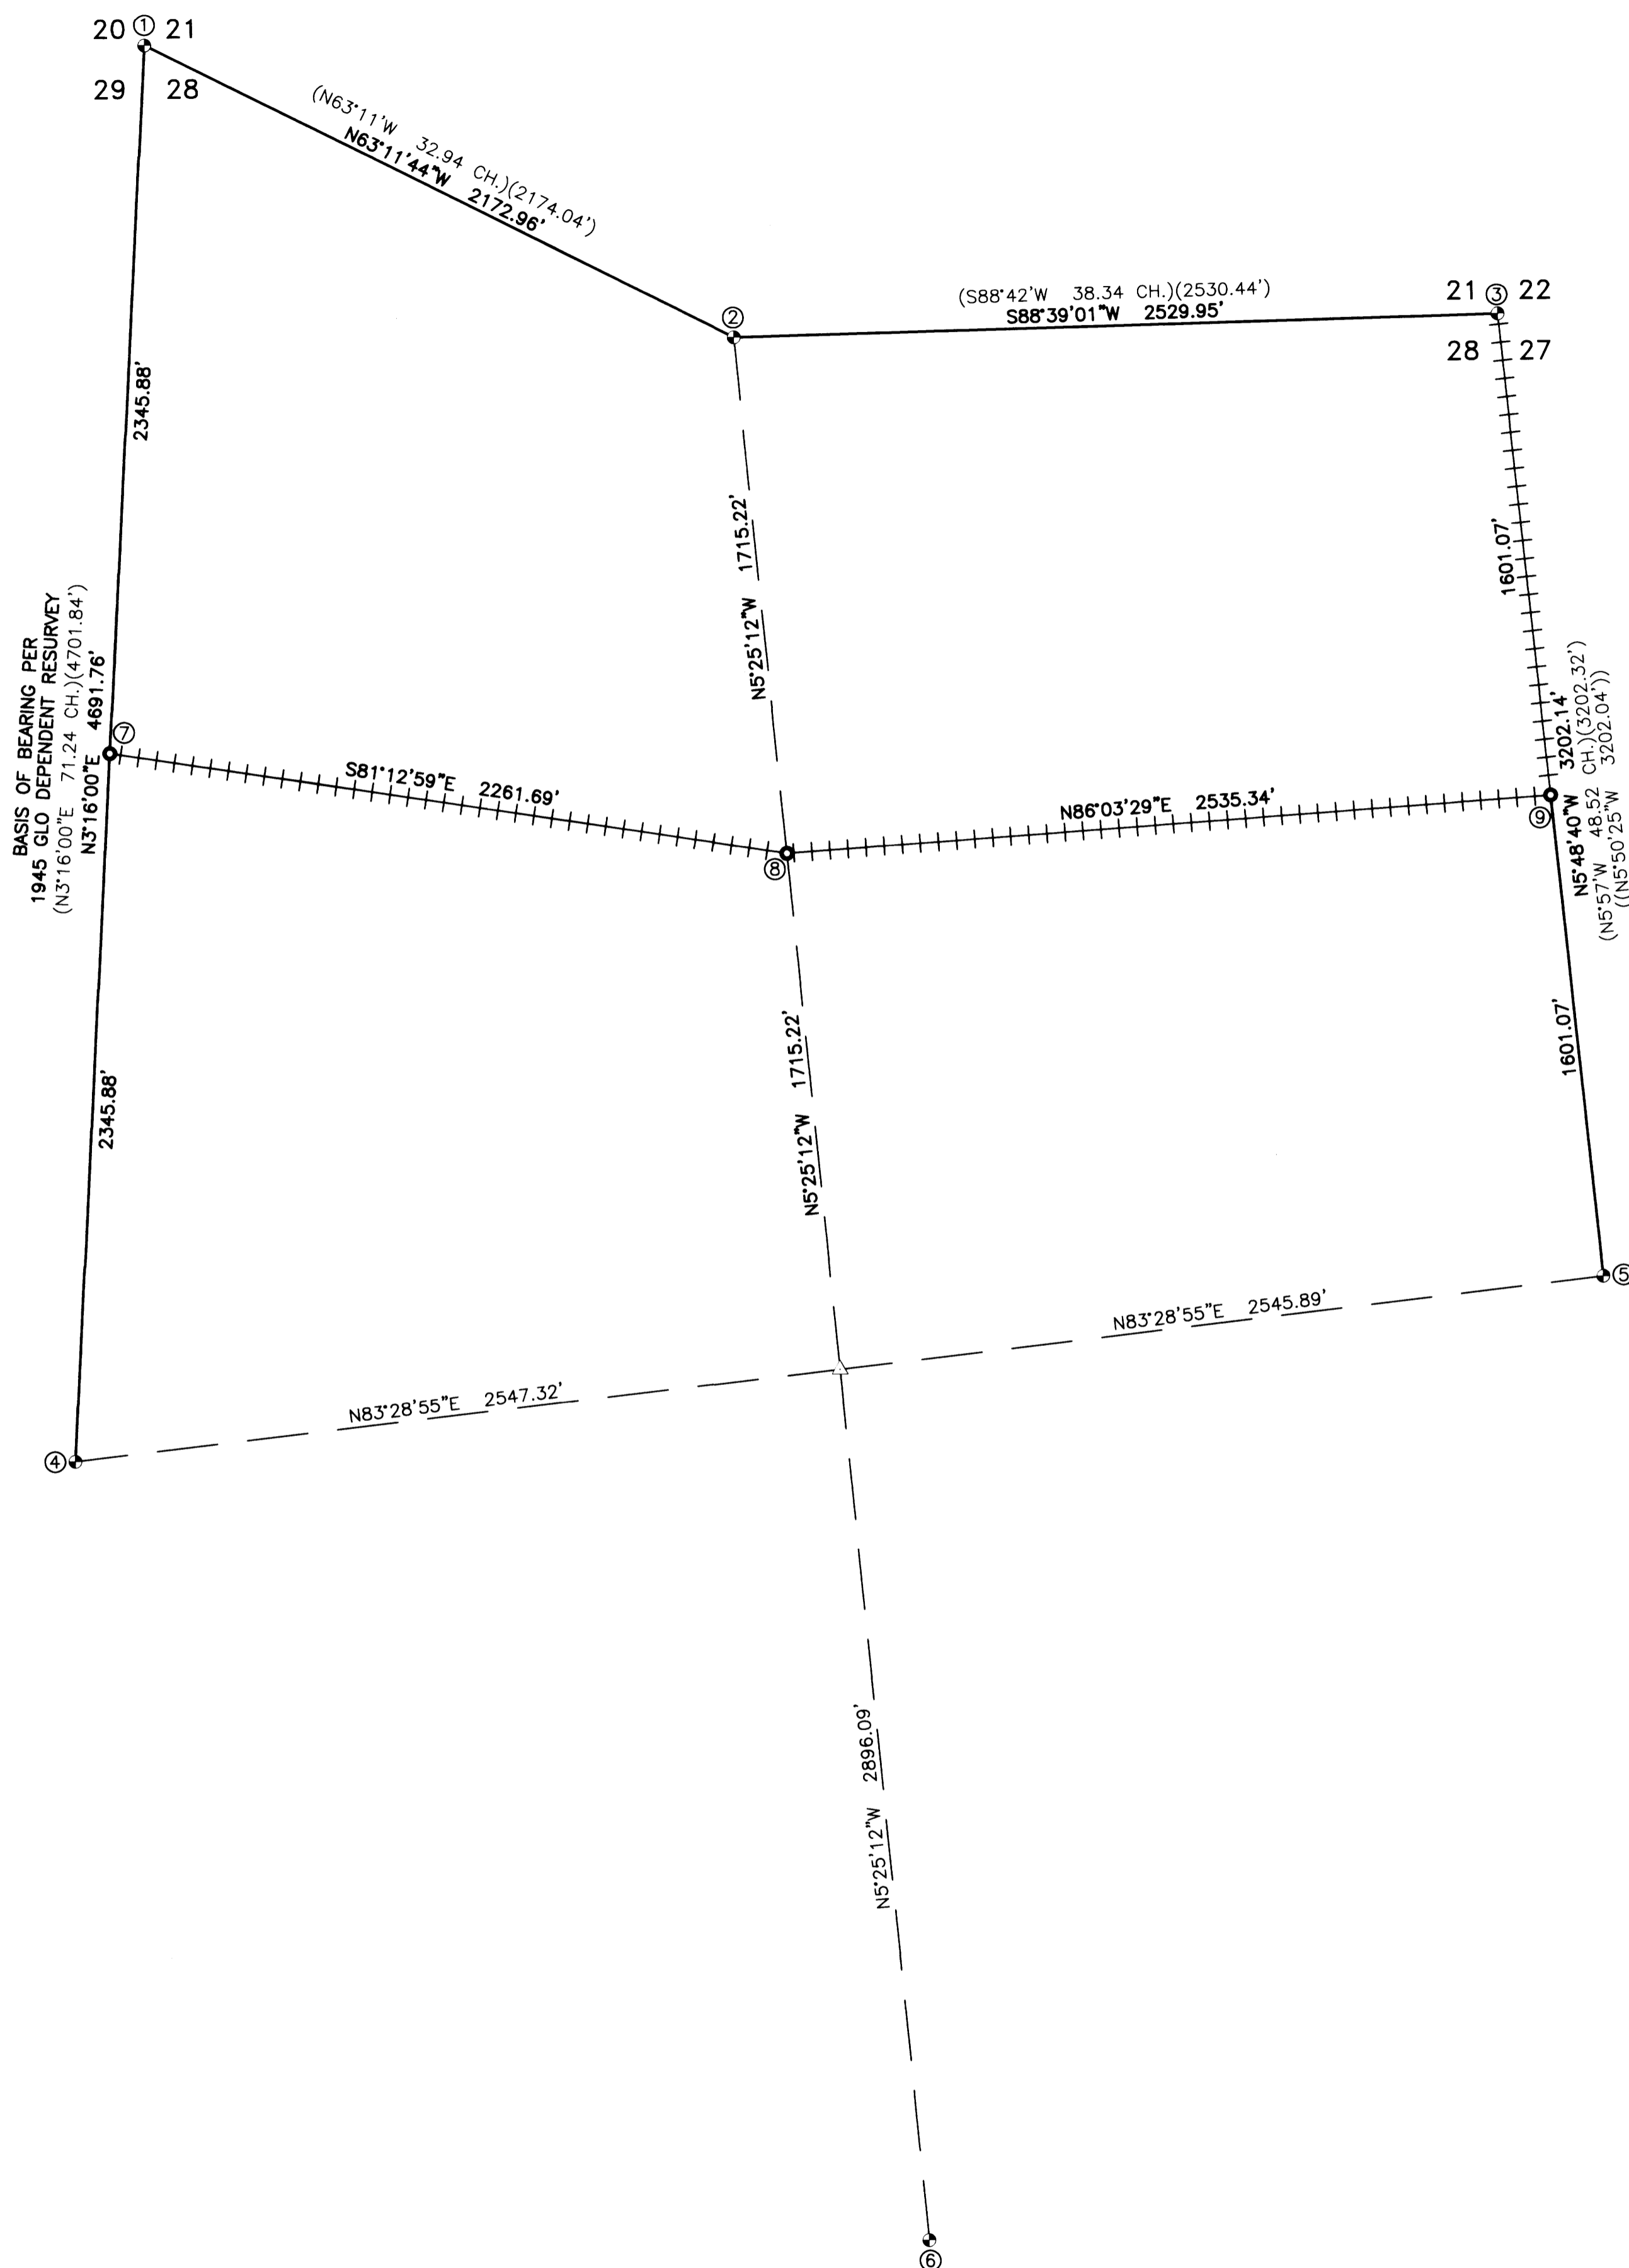 20 ① 21
29 28
(N63°11'W 32.94 CH.)(2174.04')
N63°11'44"W 2172.96'
②
(S88°42'W 38.34 CH.)(2530.44')
S88°39'01"W 2529.95'
21 ③ 22
28 27
2345.88'
N5°25'12"W 1715.22'
1601.07'
BASIS OF BEARING PER
1945 GLO DEPENDENT RESURVEY
(N3°16'00"E 71.24 CH.)(4701.84')
N3°16'00"E 4691.76'
⑦
S81°12'59"E 2261.69'
⑧
N86°03'29"E 2535.34'
⑨
N5°48'40"W 3202.14'
(N5°57'W 48.52 CH.)(3202.32')
((N5°50'25"W 3202.04'))
2345.88'
N5°25'12"W 1715.22'
1601.07'
⑤
N83°28'55"E 2545.89'
N83°28'55"E 2547.32'
④
N5°25'12"W 2896.09'
⑥